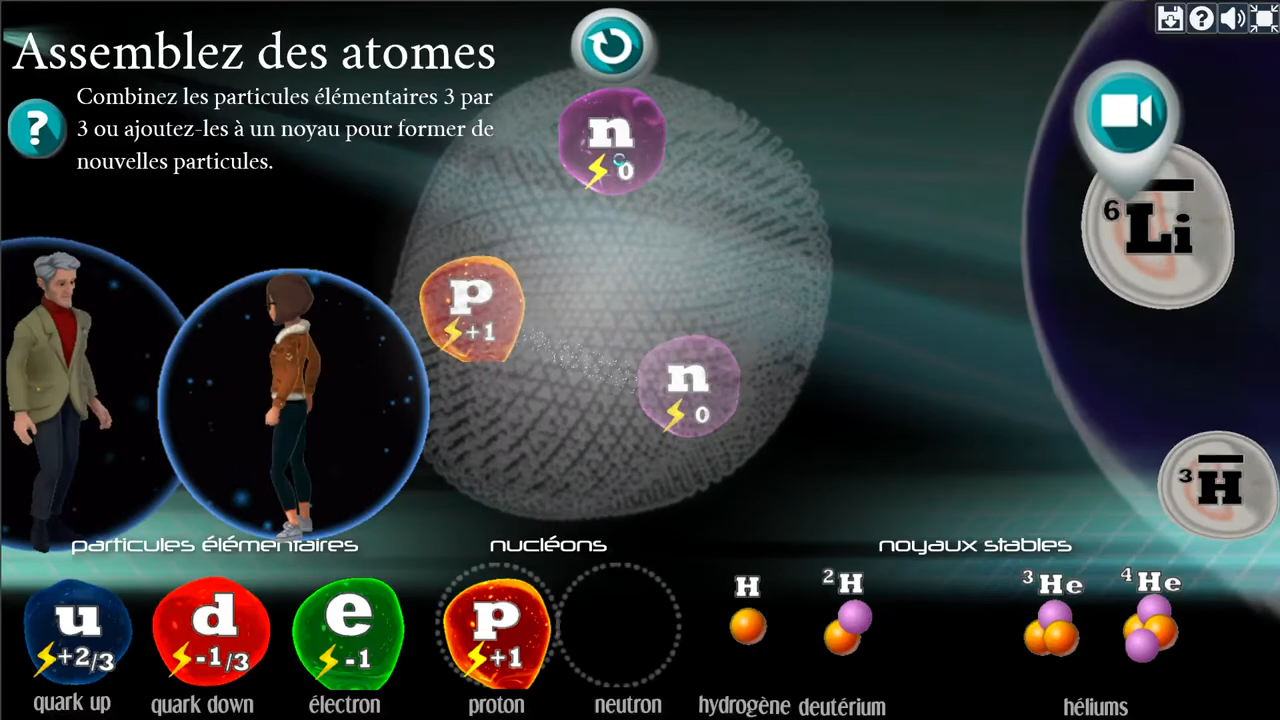 Assemblez des atomes
?
Combinez les particules élémentaires 3 par
3 ou ajoutez-les à un noyau pour former de
nouvelles particules.
?
n
0
p
+1
n
0
6Li
3H
particules élémentaires
nucléons
noyaux stables
u
+2/3
d
-1/3
e
-1
p
+1
H
2H
3He
4He
quark up
quark down
électron
proton
neutron
hydrogène
deutérium
héliums